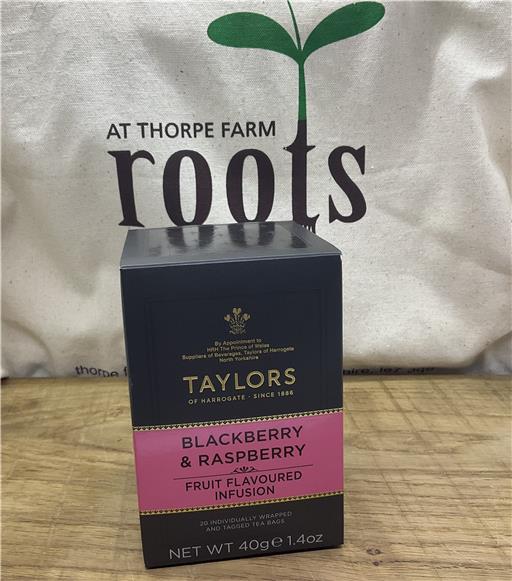 AT THORPE FARM
roots
thorpe
By Appointment to
HRH The Prince of Wales
Suppliers of Beverages, Taylors of Harrogate
North Yorkshire
TAYLORS
OF HARROGATE · SINCE 1886
BLACKBERRY
& RASPBERRY
FRUIT FLAVOURED
INFUSION
20 INDIVIDUALLY WRAPPED
AND TAGGED TEA BAGS
NET WT 40g ℮ 1.4oz